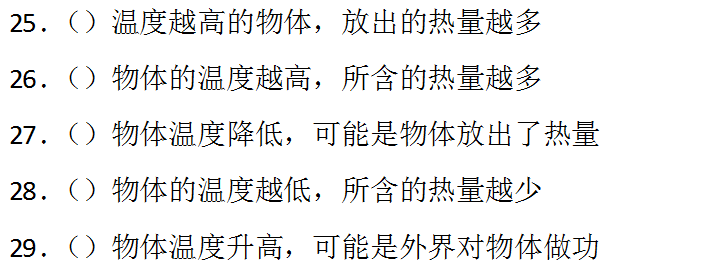 25．（）温度越高的物体，放出的热量越多
26．（）物体的温度越高，所含的热量越多
27．（）物体温度降低，可能是物体放出了热量
28．（）物体的温度越低，所含的热量越少
29．（）物体温度升高，可能是外界对物体做功